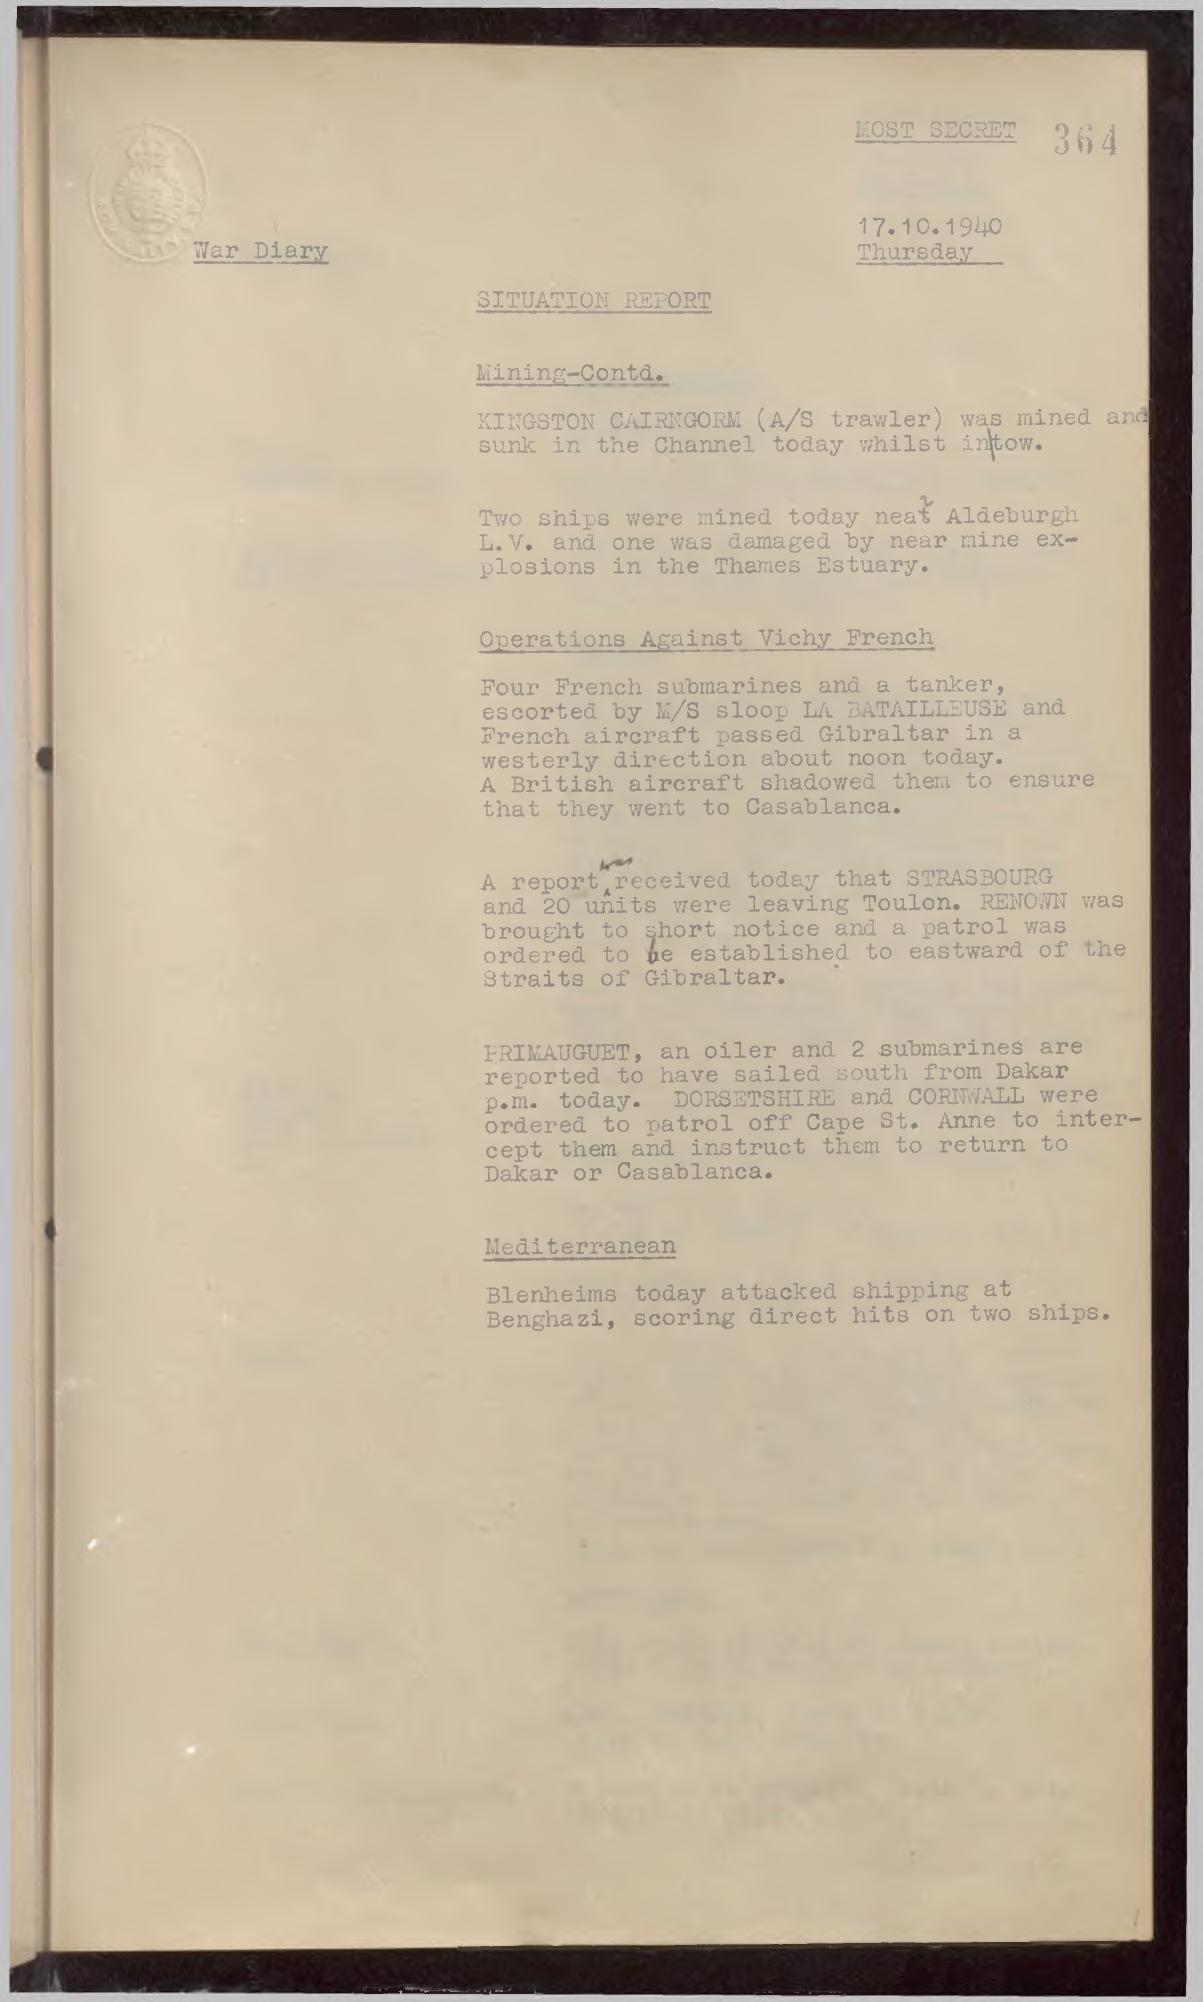 MOST SECRET 364
17.10.1940
War Diary Thursday
SITUATION REPORT
Mining-Contd.
KINGSTON CAIRNGORM (A/S trawler) was mined and
sunk in the Channel today whilst in|tow.
Two ships were mined today near Aldeburgh
L.V. and one was damaged by near mine ex-
plosions in the Thames Estuary.
Operations Against Vichy French
Four French submarines and a tanker,
escorted by M/S sloop LA BATAILLEUSE and
French aircraft passed Gibraltar in a
westerly direction about noon today.
A British aircraft shadowed them to ensure
that they went to Casablanca.
A report was received today that STRASBOURG
and 20 units were leaving Toulon. RENOWN was
brought to short notice and a patrol was
ordered to be established to eastward of the
Straits of Gibraltar.
PRIMAUGUET, an oiler and 2 submarines are
reported to have sailed south from Dakar
p.m. today. DORSETSHIRE and CORNWALL were
ordered to patrol off Cape St. Anne to inter-
cept them and instruct them to return to
Dakar or Casablanca.
Mediterranean
Blenheims today attacked shipping at
Benghazi, scoring direct hits on two ships.